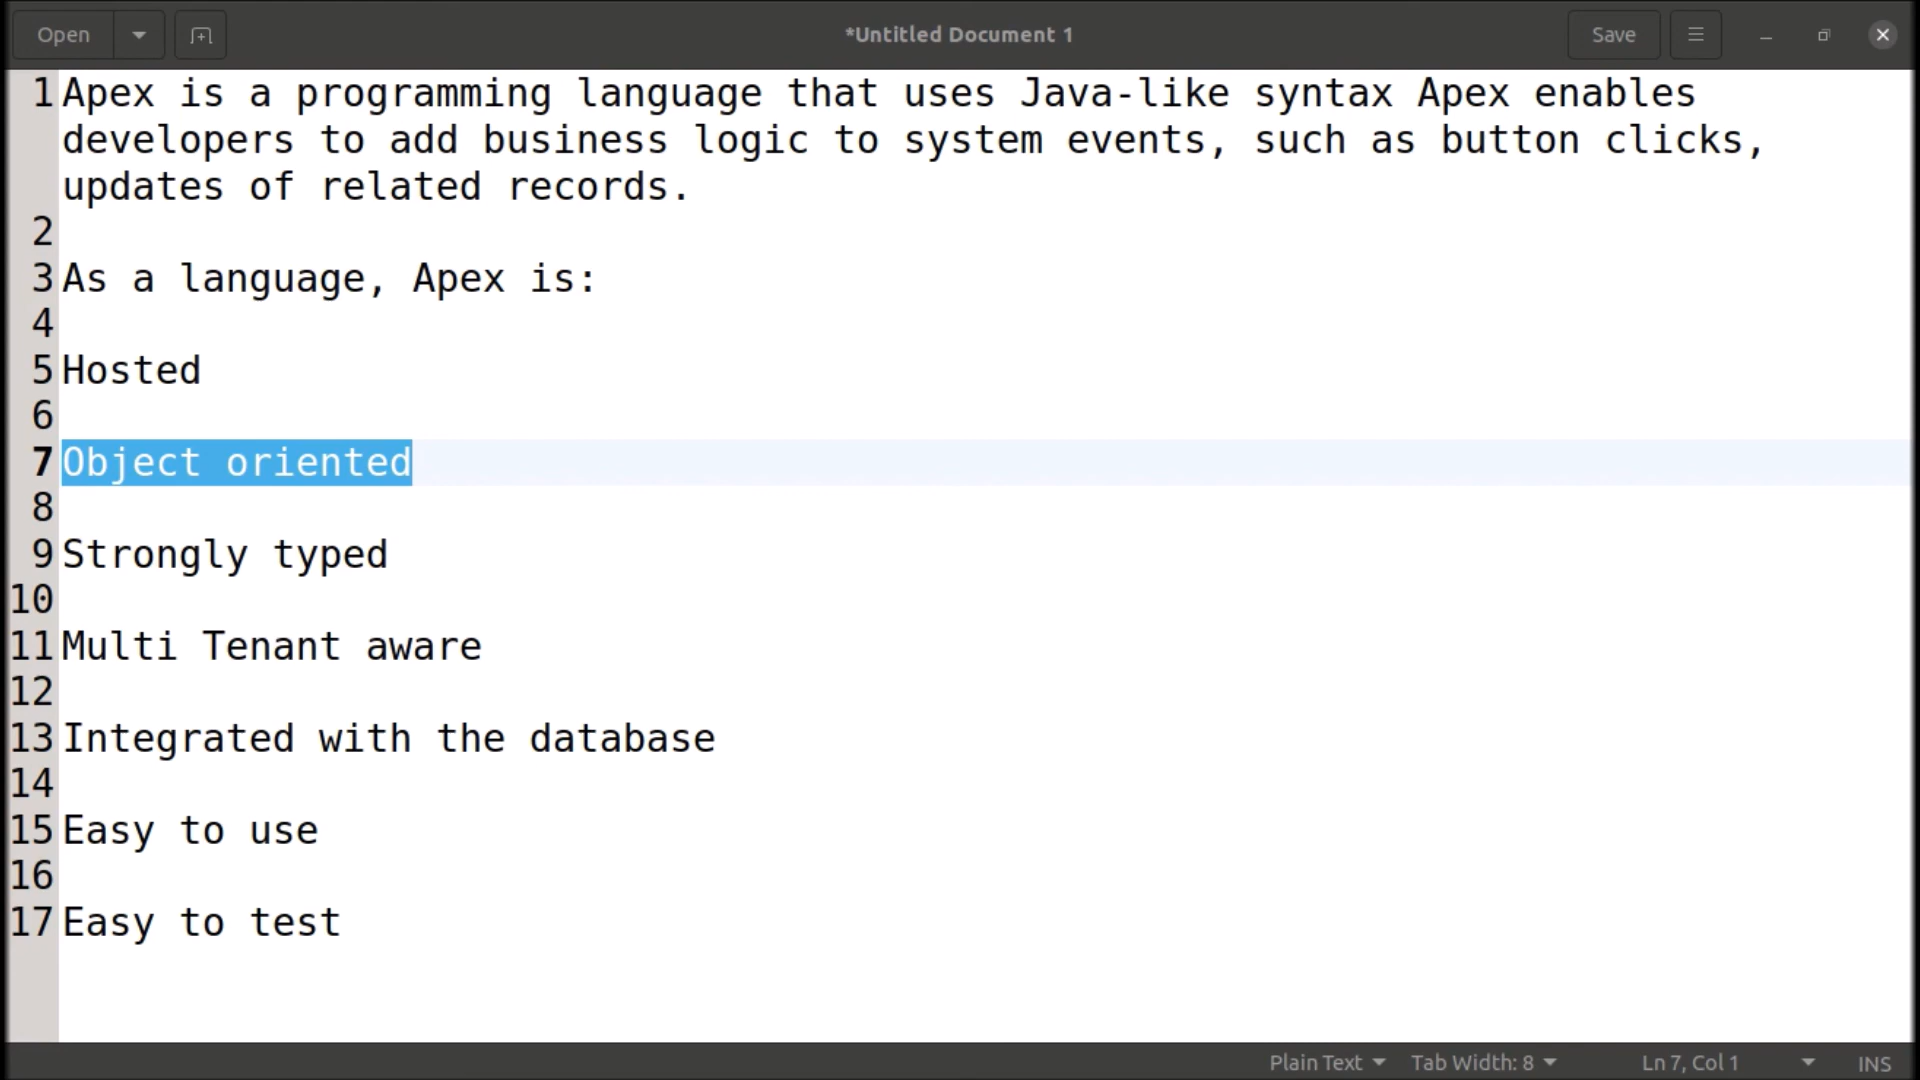 Open
*Untitled Document 1
Save
1 Apex is a programming language that uses Java-like syntax Apex enables
developers to add business logic to system events, such as button clicks,
updates of related records.
2
3 As a language, Apex is:
4
5 Hosted
6
7 Object oriented
8
9 Strongly typed
10
11 Multi Tenant aware
12
13 Integrated with the database
14
15 Easy to use
16
17 Easy to test
Plain Text Tab Width: 8 Ln 7, Col 1 INS